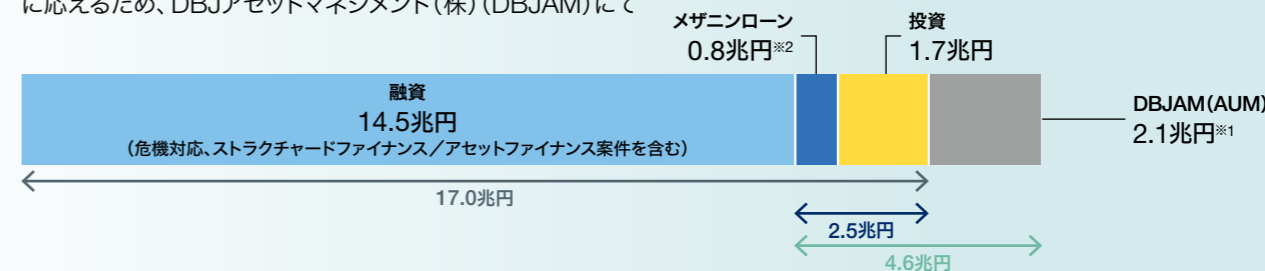 に応えるため、DBJアセットマネジメント（株）（DBJAM）にて
メザニンローン
0.8兆円※2
投資
1.7兆円
融資
14.5兆円
（危機対応、ストラクチャードファイナンス／アセットファイナンス案件を含む）
DBJAM（AUM）
2.1兆円※1
17.0兆円
2.5兆円
4.6兆円